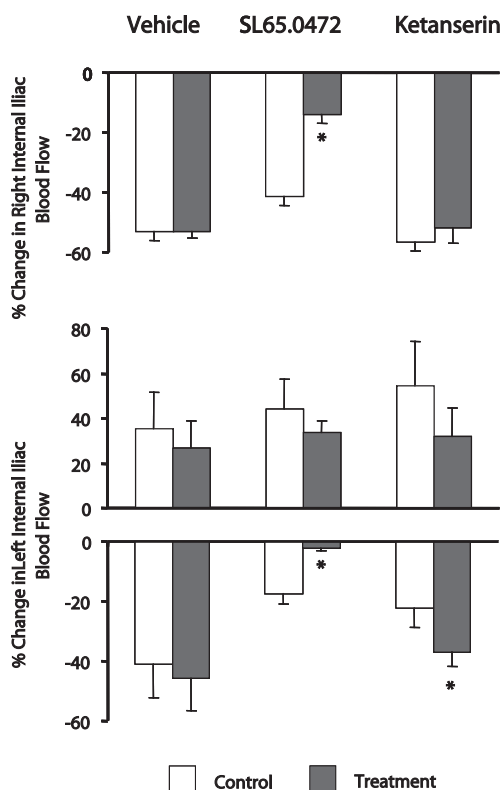 Vehicle SL65.0472 Ketanserin
% Change in Right Internal Iliac
Blood Flow
0
-20
-40
-60
*
% Change inLeft Internal Iliac
Blood Flow
80
60
40
20
0
0
-20
-40
-60
*
*
Control Treatment